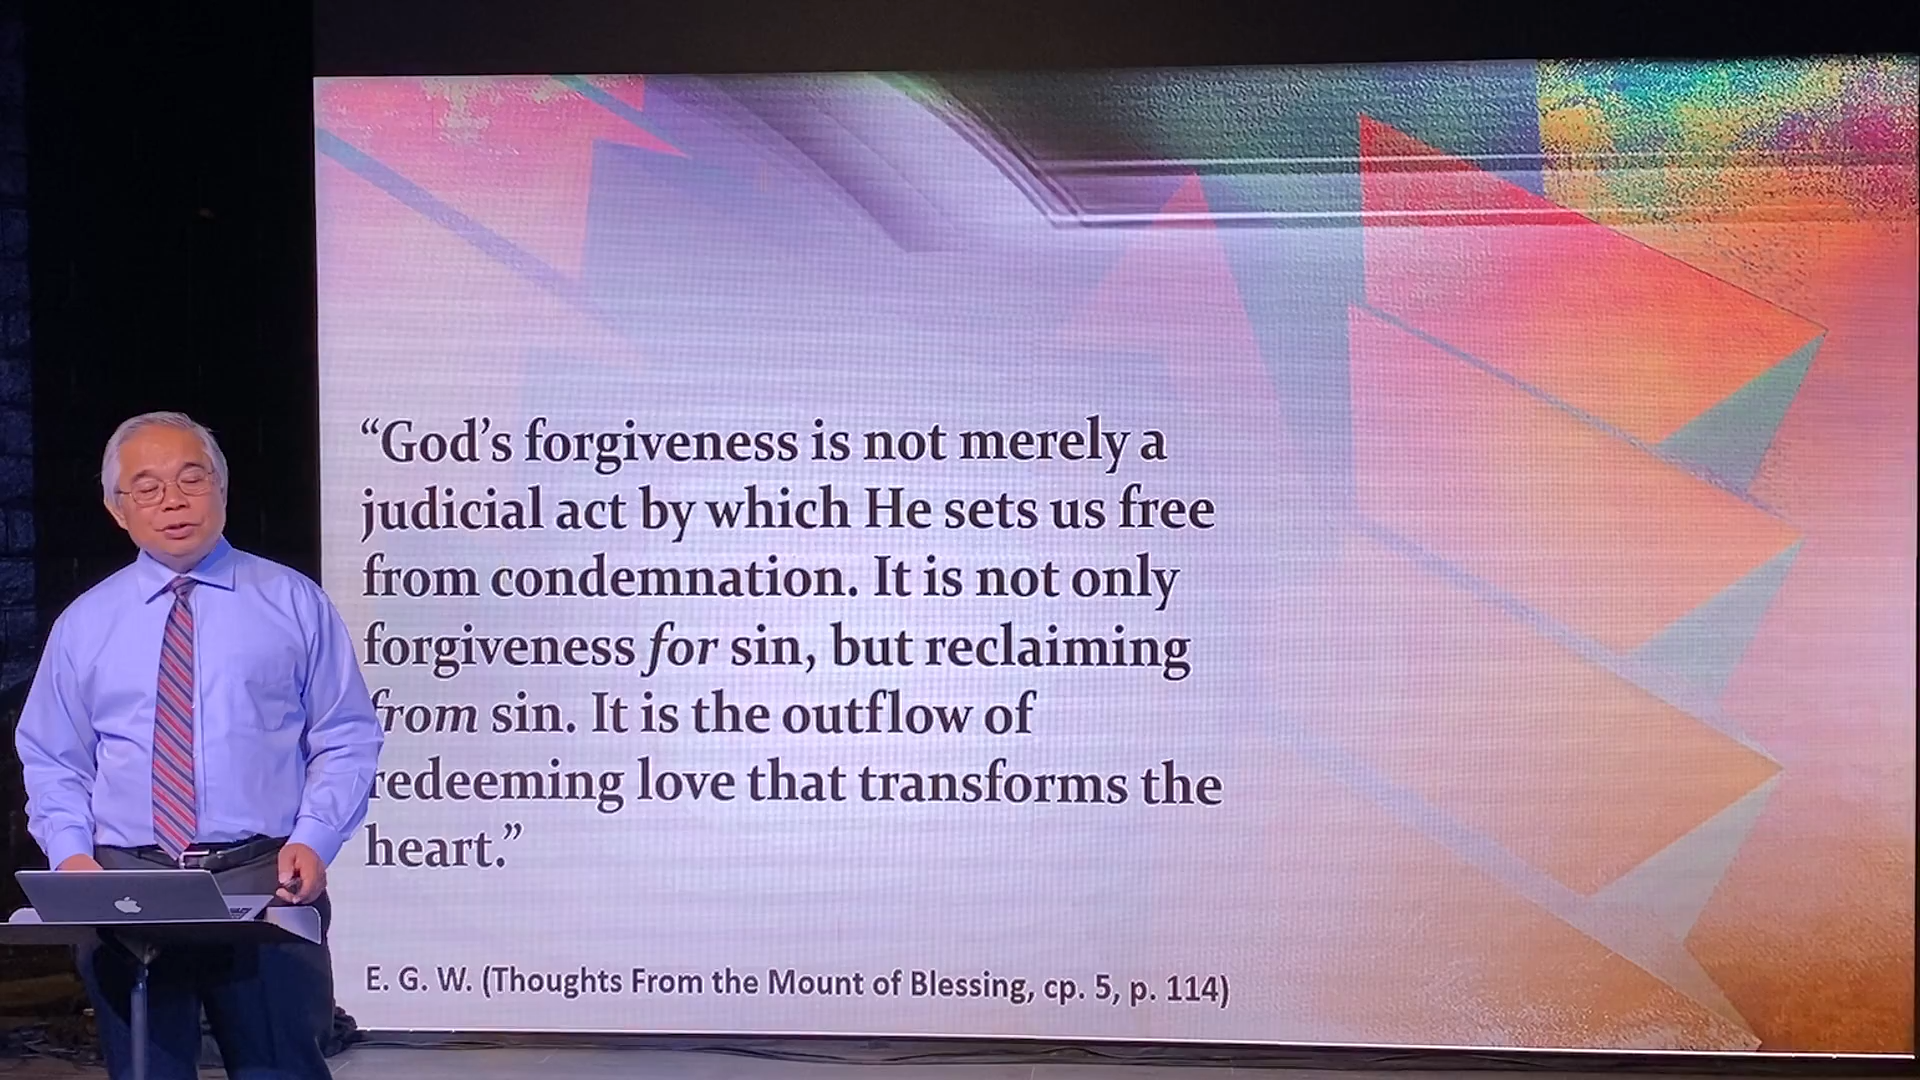 “God’s forgiveness is not merely a
judicial act by which He sets us free
from condemnation. It is not only
forgiveness for sin, but reclaiming
from sin. It is the outflow of
redeeming love that transforms the
heart.”
E. G. W. (Thoughts From the Mount of Blessing, cp. 5, p. 114)